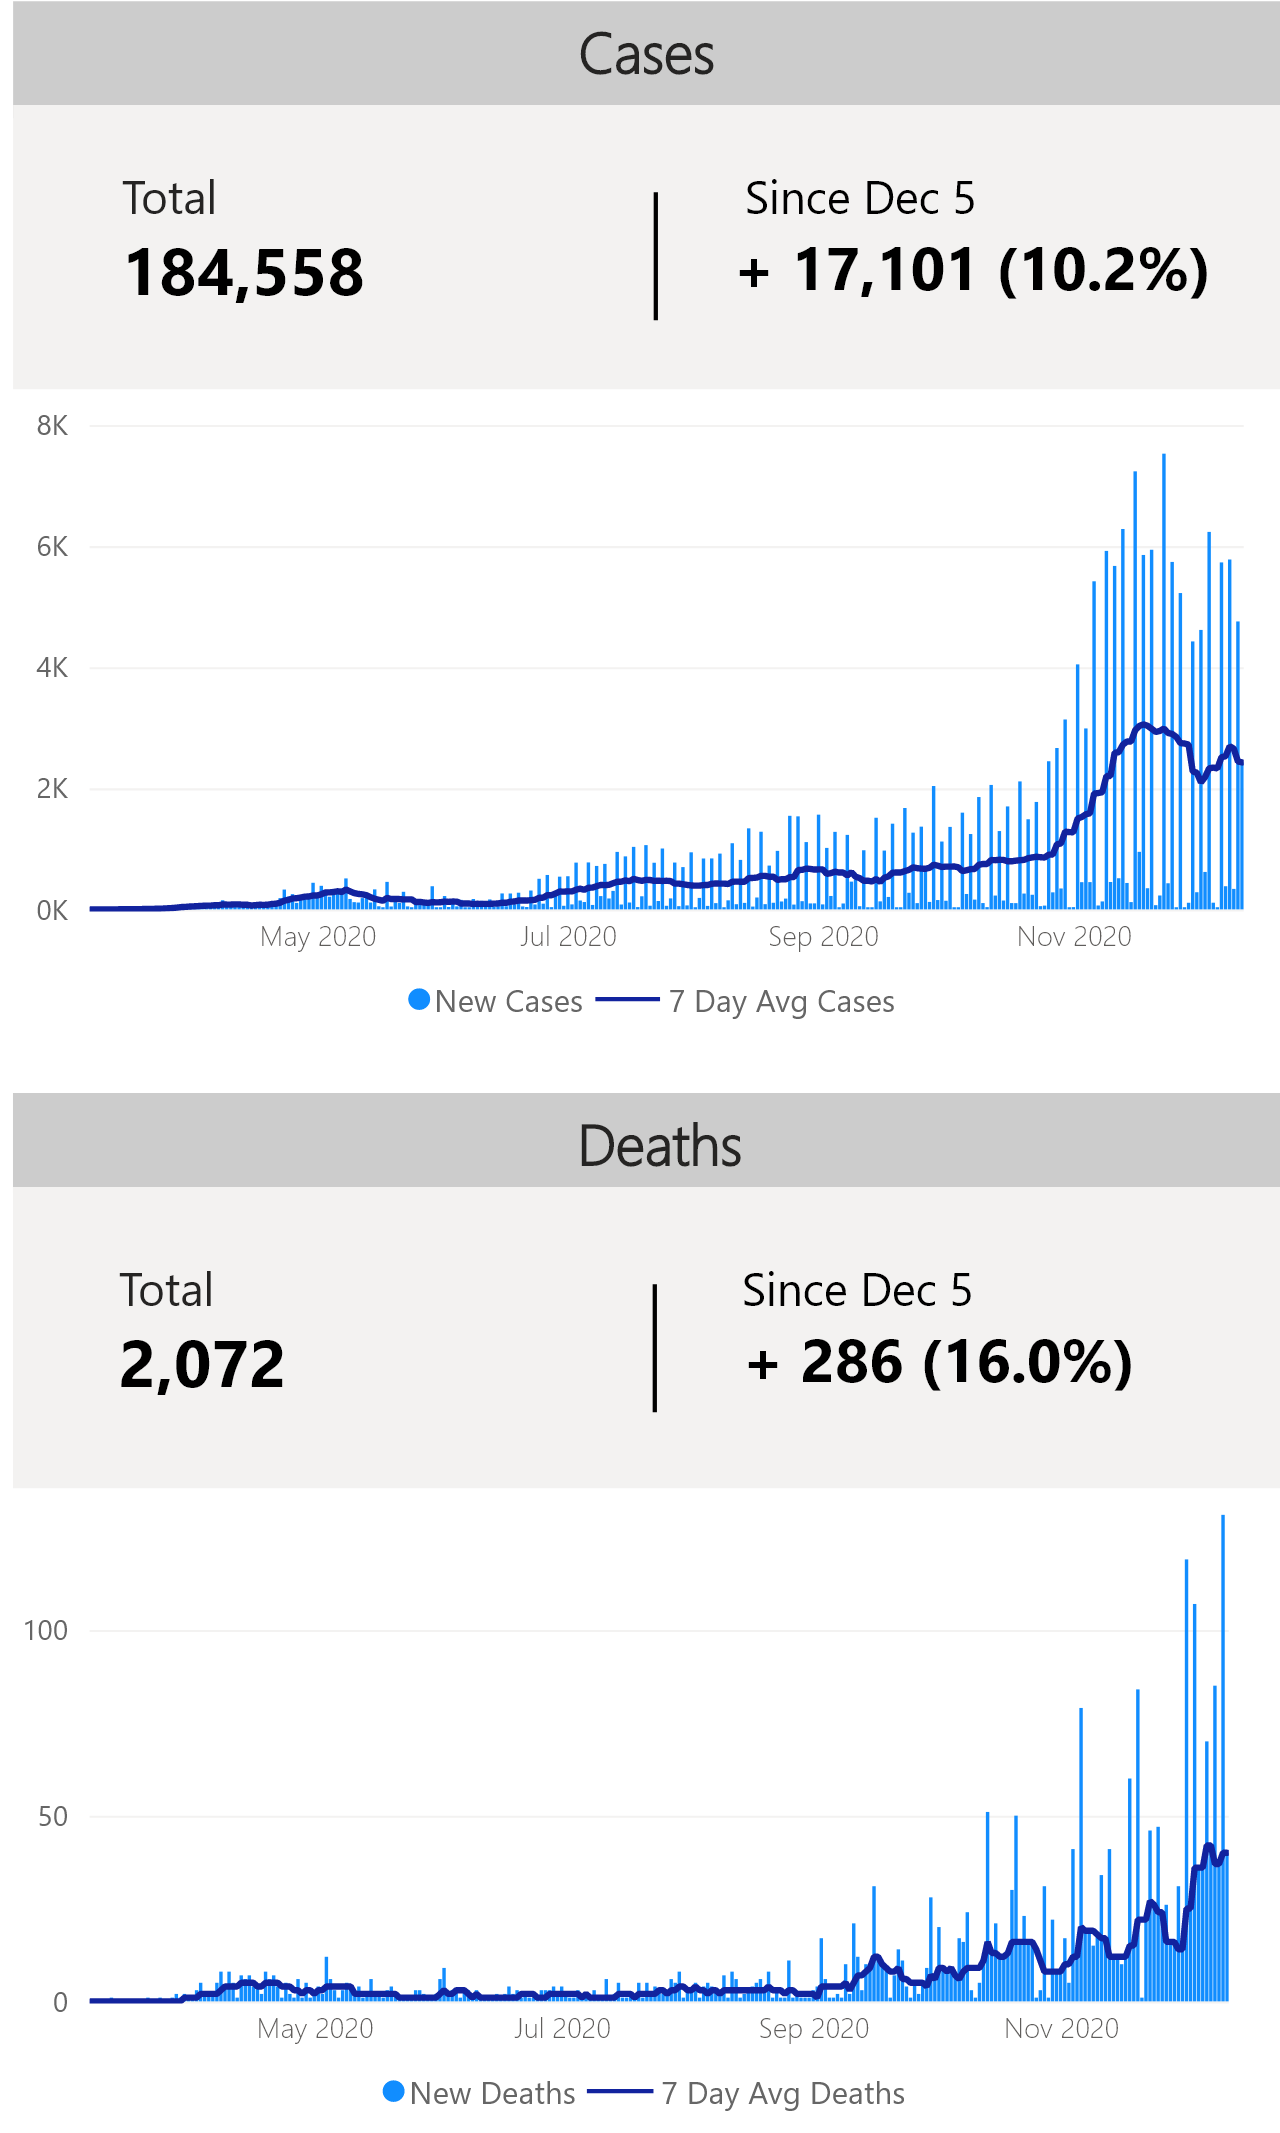 Cases
Total
Since Dec 5
184,558
+ 17,101 (10.2%)
8K
6K
4K
2K
0K
May 2020
Jul 2020
Sep 2020
Nov 2020
New Cases
7 Day Avg Cases
Deaths
Total
Since Dec 5
2,072
+ 286 (16.0%)
100
50
0
May 2020
Jul 2020
Sep 2020
Nov 2020
New Deaths
7 Day Avg Deaths